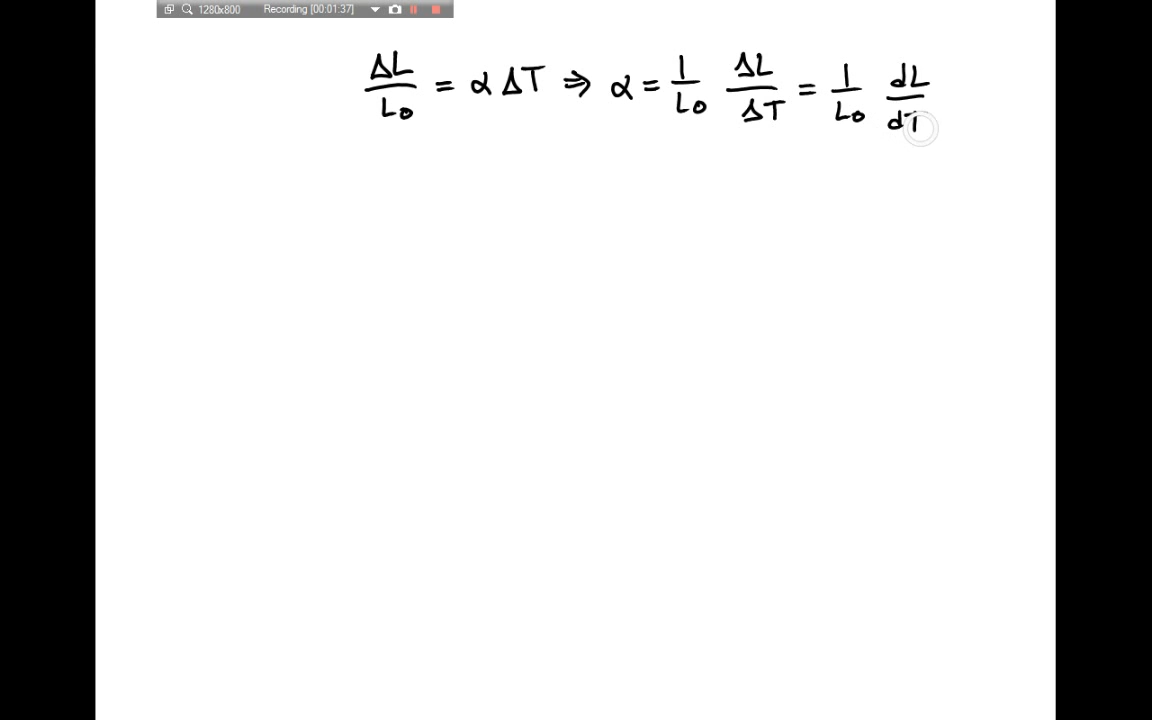 1280x800 Recording [00:01:37]
ΔL/L₀ = α ΔT ⇒ α = 1/L₀ ΔL/ΔT = 1/L₀ dL/dT